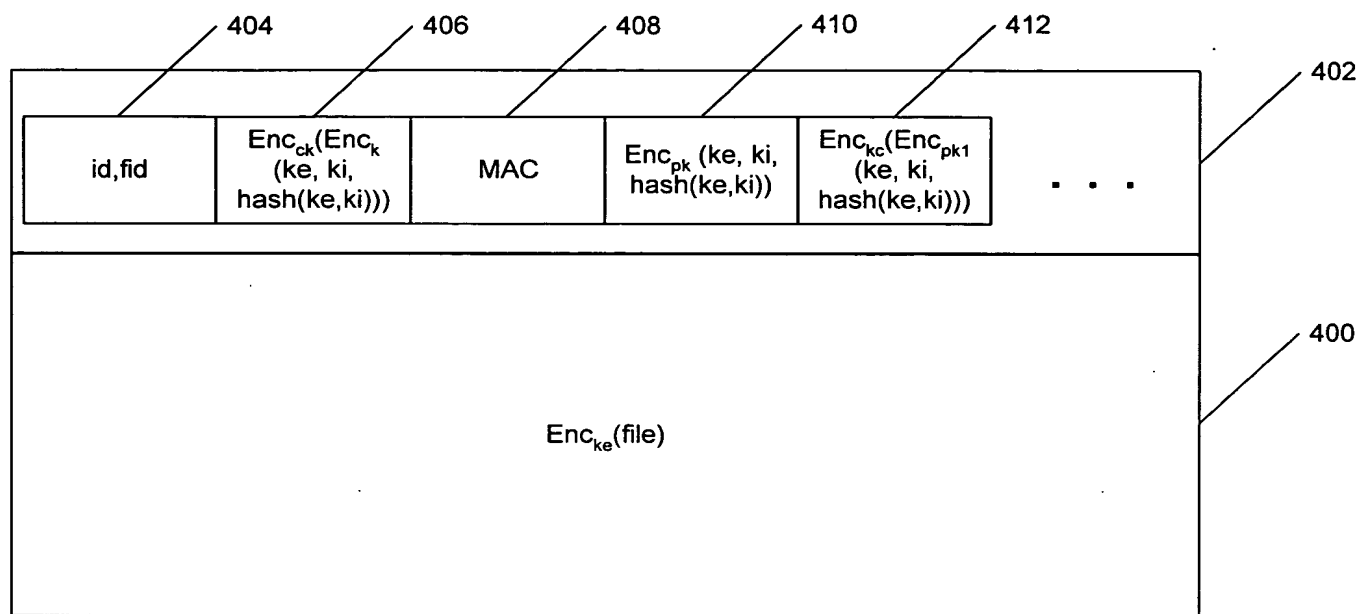 404
406
408
410
412
402
id,fid
Enc_ck(Enc_k
(ke, ki,
hash(ke,ki)))
MAC
Enc_pk (ke, ki,
hash(ke,ki))
Enc_kc(Enc_pk1
(ke, ki,
hash(ke,ki)))
. . .
400
Enc_ke(file)